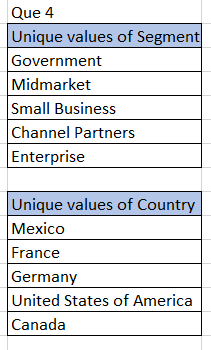 Que 4
Unique values of Segment
Government
Midmarket
Small Business
Channel Partners
Enterprise
Unique values of Country
Mexico
France
Germany
United States of America
Canada